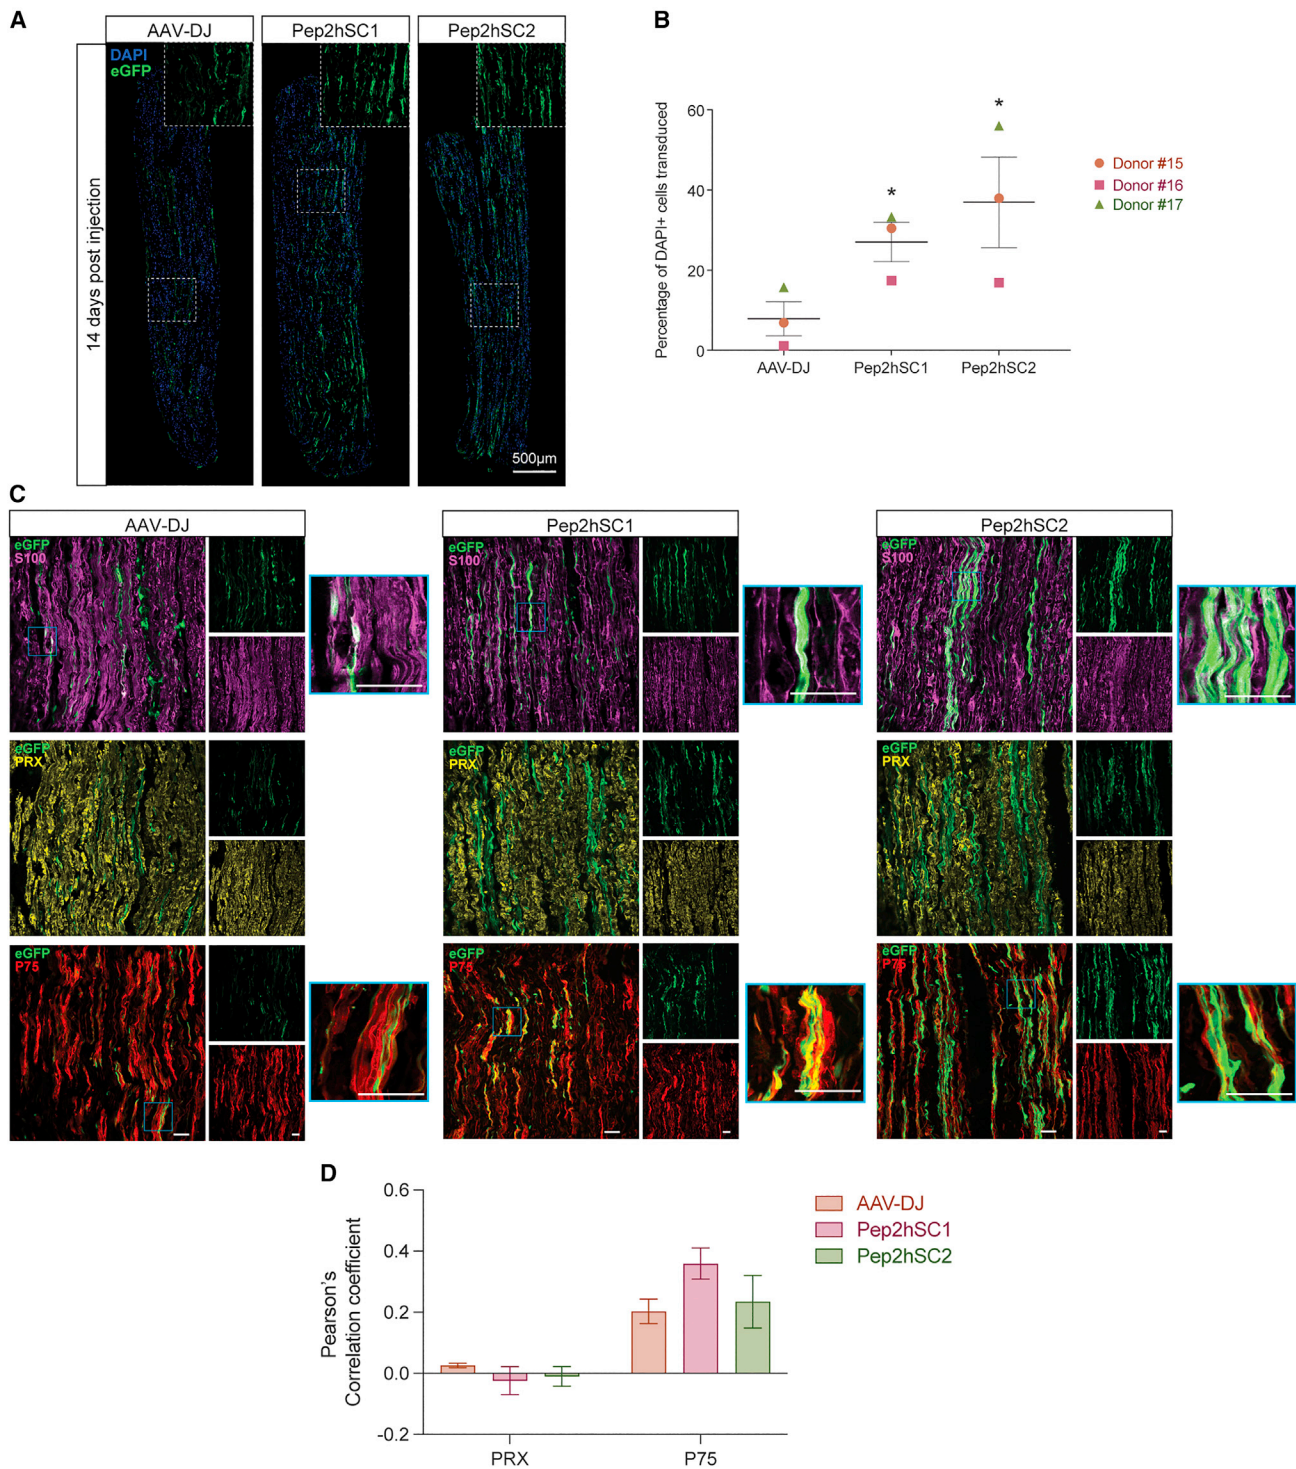 A
AAV-DJ
Pep2hSC1
Pep2hSC2
14 days post injection
DAPI
eGFP
500µm
B
Percentage of DAPI+ cells transduced
60
40
20
0
*
*
AAV-DJ
Pep2hSC1
Pep2hSC2
Donor #15
Donor #16
Donor #17
C
AAV-DJ
Pep2hSC1
Pep2hSC2
eGFP
S100
eGFP
S100
eGFP
S100
eGFP
PRX
eGFP
PRX
eGFP
PRX
eGFP
P75
eGFP
P75
eGFP
P75
D
Pearson's
Correlation coefficient
0.6
0.4
0.2
0.0
-0.2
PRX
P75
AAV-DJ
Pep2hSC1
Pep2hSC2